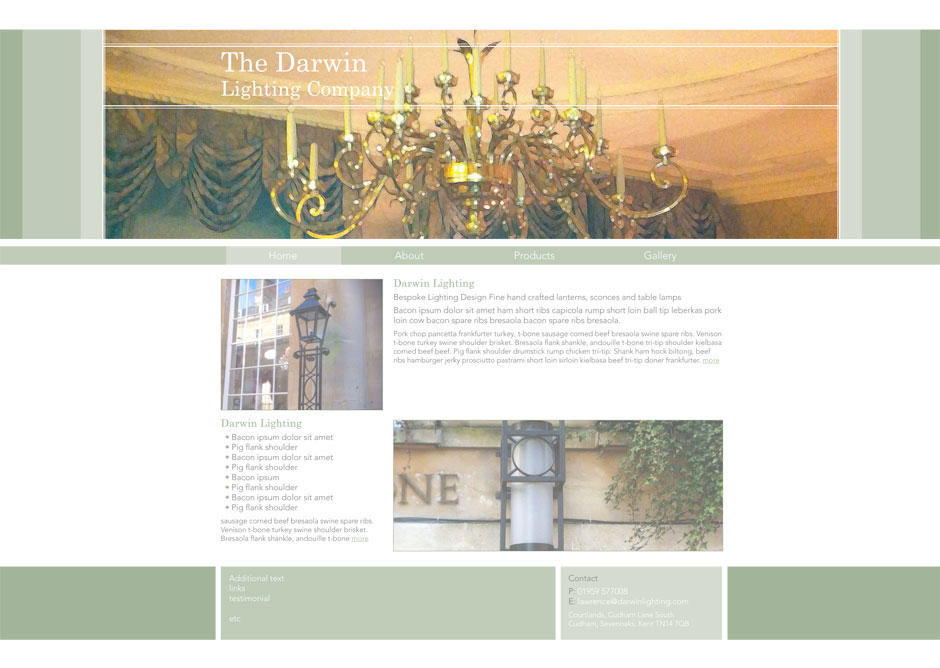 The Darwin
Lighting Company
Home About Products Gallery
Darwin Lighting
Bespoke Lighting Design Fine hand crafted lanterns, sconces and table lamps
Bacon ipsum dolor sit amet ham short ribs capicola rump short loin ball tip leberkas pork
loin cow bacon spare ribs bresaola bacon spare ribs bresaola.
Pork chop pancetta frankfurter turkey, t-bone sausage corned beef bresaola swine spare ribs. Venison
t-bone turkey swine shoulder brisket. Bresaola flank shankle, andouille t-bone tri-tip shoulder kielbasa
corned beef beef. Pig flank shoulder drumstick rump chicken tri-tip. Shank ham hock biltong, beef
ribs hamburger jerky prosciutto pastrami short loin sirloin kielbasa beef tri-tip doner frankfurter. more
Darwin Lighting
• Bacon ipsum dolor sit amet
• Pig flank shoulder
• Bacon ipsum dolor sit amet
• Pig flank shoulder
• Bacon ipsum
• Pig flank shoulder
• Bacon ipsum dolor sit amet
• Pig flank shoulder
sausage corned beef bresaola swine spare ribs.
Venison t-bone turkey swine shoulder brisket.
Bresaola flank shankle, andouille t-bone more
ONE
Additional text
links
testimonial
etc
Contact
P: 01959 577008
E: lawrence@darwinlighting.com
Courtlands, Cudham Lane South
Cudham, Sevenoaks, Kent TN14 7QB